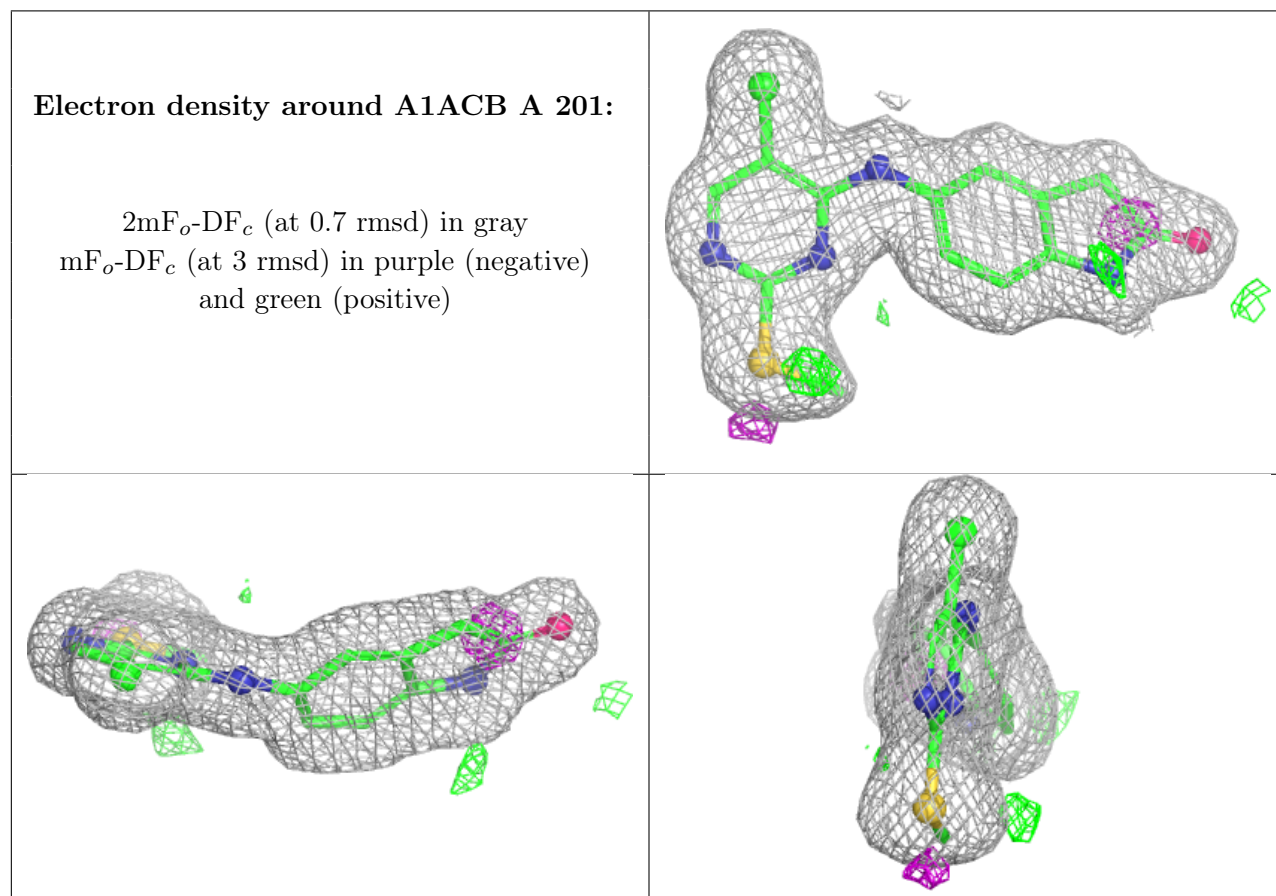 Electron density around A1ACB A 201:
2mFo-DFc (at 0.7 rmsd) in gray
mFo-DFc (at 3 rmsd) in purple (negative)
and green (positive)